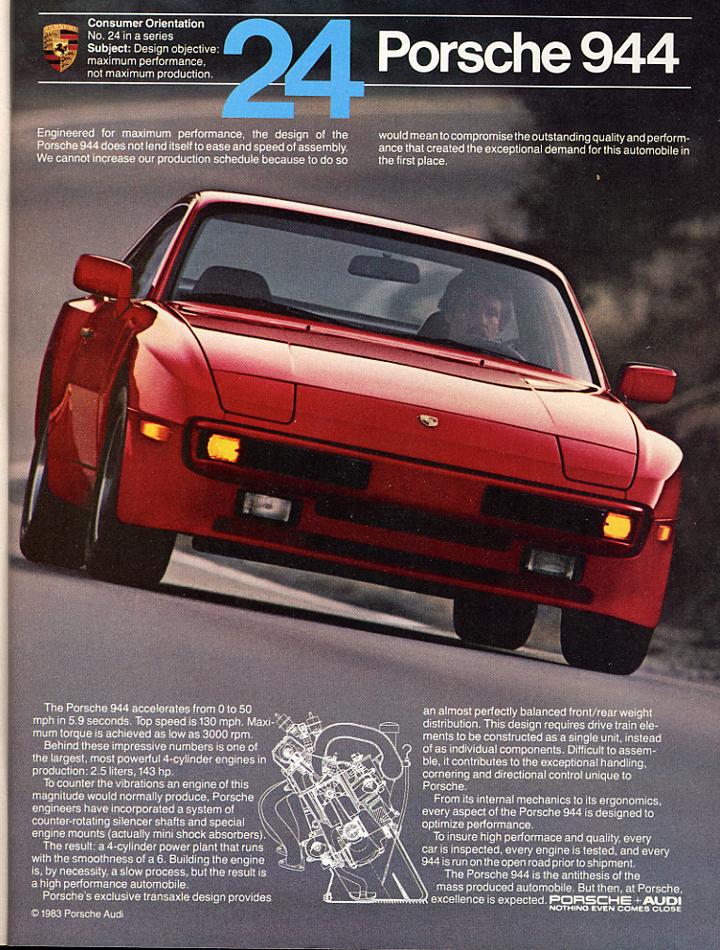 Consumer Orientation
No. 24 in a series
Subject: Design objective:
maximum performance,
not maximum production.
24
Porsche 944
Engineered for maximum performance, the design of the
Porsche 944 does not lend itself to ease and speed of assembly.
We cannot increase our production schedule because to do so
would mean to compromise the outstanding quality and perform-
ance that created the exceptional demand for this automobile in
the first place.
The Porsche 944 accelerates from 0 to 50
mph in 5.9 seconds. Top speed is 130 mph. Maxi-
mum torque is achieved as low as 3000 rpm.
Behind these impressive numbers is one of
the largest, most powerful 4-cylinder engines in
production: 2.5 liters, 143 hp.
To counter the vibrations an engine of this
magnitude would normally produce, Porsche
engineers have incorporated a system of
counter-rotating silencer shafts and special
engine mounts (actually mini shock absorbers).
The result: a 4-cylinder power plant that runs
with the smoothness of a 6. Building the engine
is, by necessity, a slow process, but the result is
a high performance automobile.
Porsche's exclusive transaxle design provides
an almost perfectly balanced front/rear weight
distribution. This design requires drive train ele-
ments to be constructed as a single unit, instead
of as individual components. Difficult to assem-
ble, it contributes to the exceptional handling,
cornering and directional control unique to
Porsche.
From its internal mechanics to its ergonomics,
every aspect of the Porsche 944 is designed to
optimize performance.
To insure high performace and quality, every
car is inspected, every engine is tested, and every
944 is run on the open road prior to shipment.
The Porsche 944 is the antithesis of the
mass produced automobile. But then, at Porsche,
excellence is expected. PORSCHE + AUDI
NOTHING EVEN COMES CLOSE
© 1983 Porsche Audi